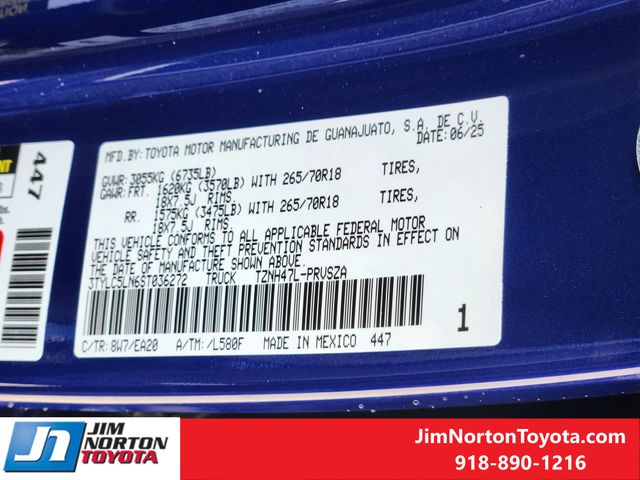 MFD.BY:TOYOTA MOTOR MANUFACTURING DE GUANAJUATO, S.A. DE C.V.
DATE:06/25
GVWR:3055KG (6735LB)
GAWR:FRT. 1620KG (3570LB) WITH 265/70R18 TIRES,
18X7.5J RIMS,
RR. 1575KG (3475LB) WITH 265/70R18 TIRES,
18X7.5J RIMS,
THIS VEHICLE CONFORMS TO ALL APPLICABLE FEDERAL MOTOR
VEHICLE SAFETY AND THEFT PREVENTION STANDARDS IN EFFECT ON
THE DATE OF MANUFACTURE SHOWN ABOVE.
3TYLC5LN6ST036272 TRUCK TZNH47L-PRVSZA
1
C/TR:8W7/EA20 A/TM:/L580F MADE IN MEXICO 447
447
JIM
NORTON
TOYOTA
JimNortonToyota.com
918-890-1216